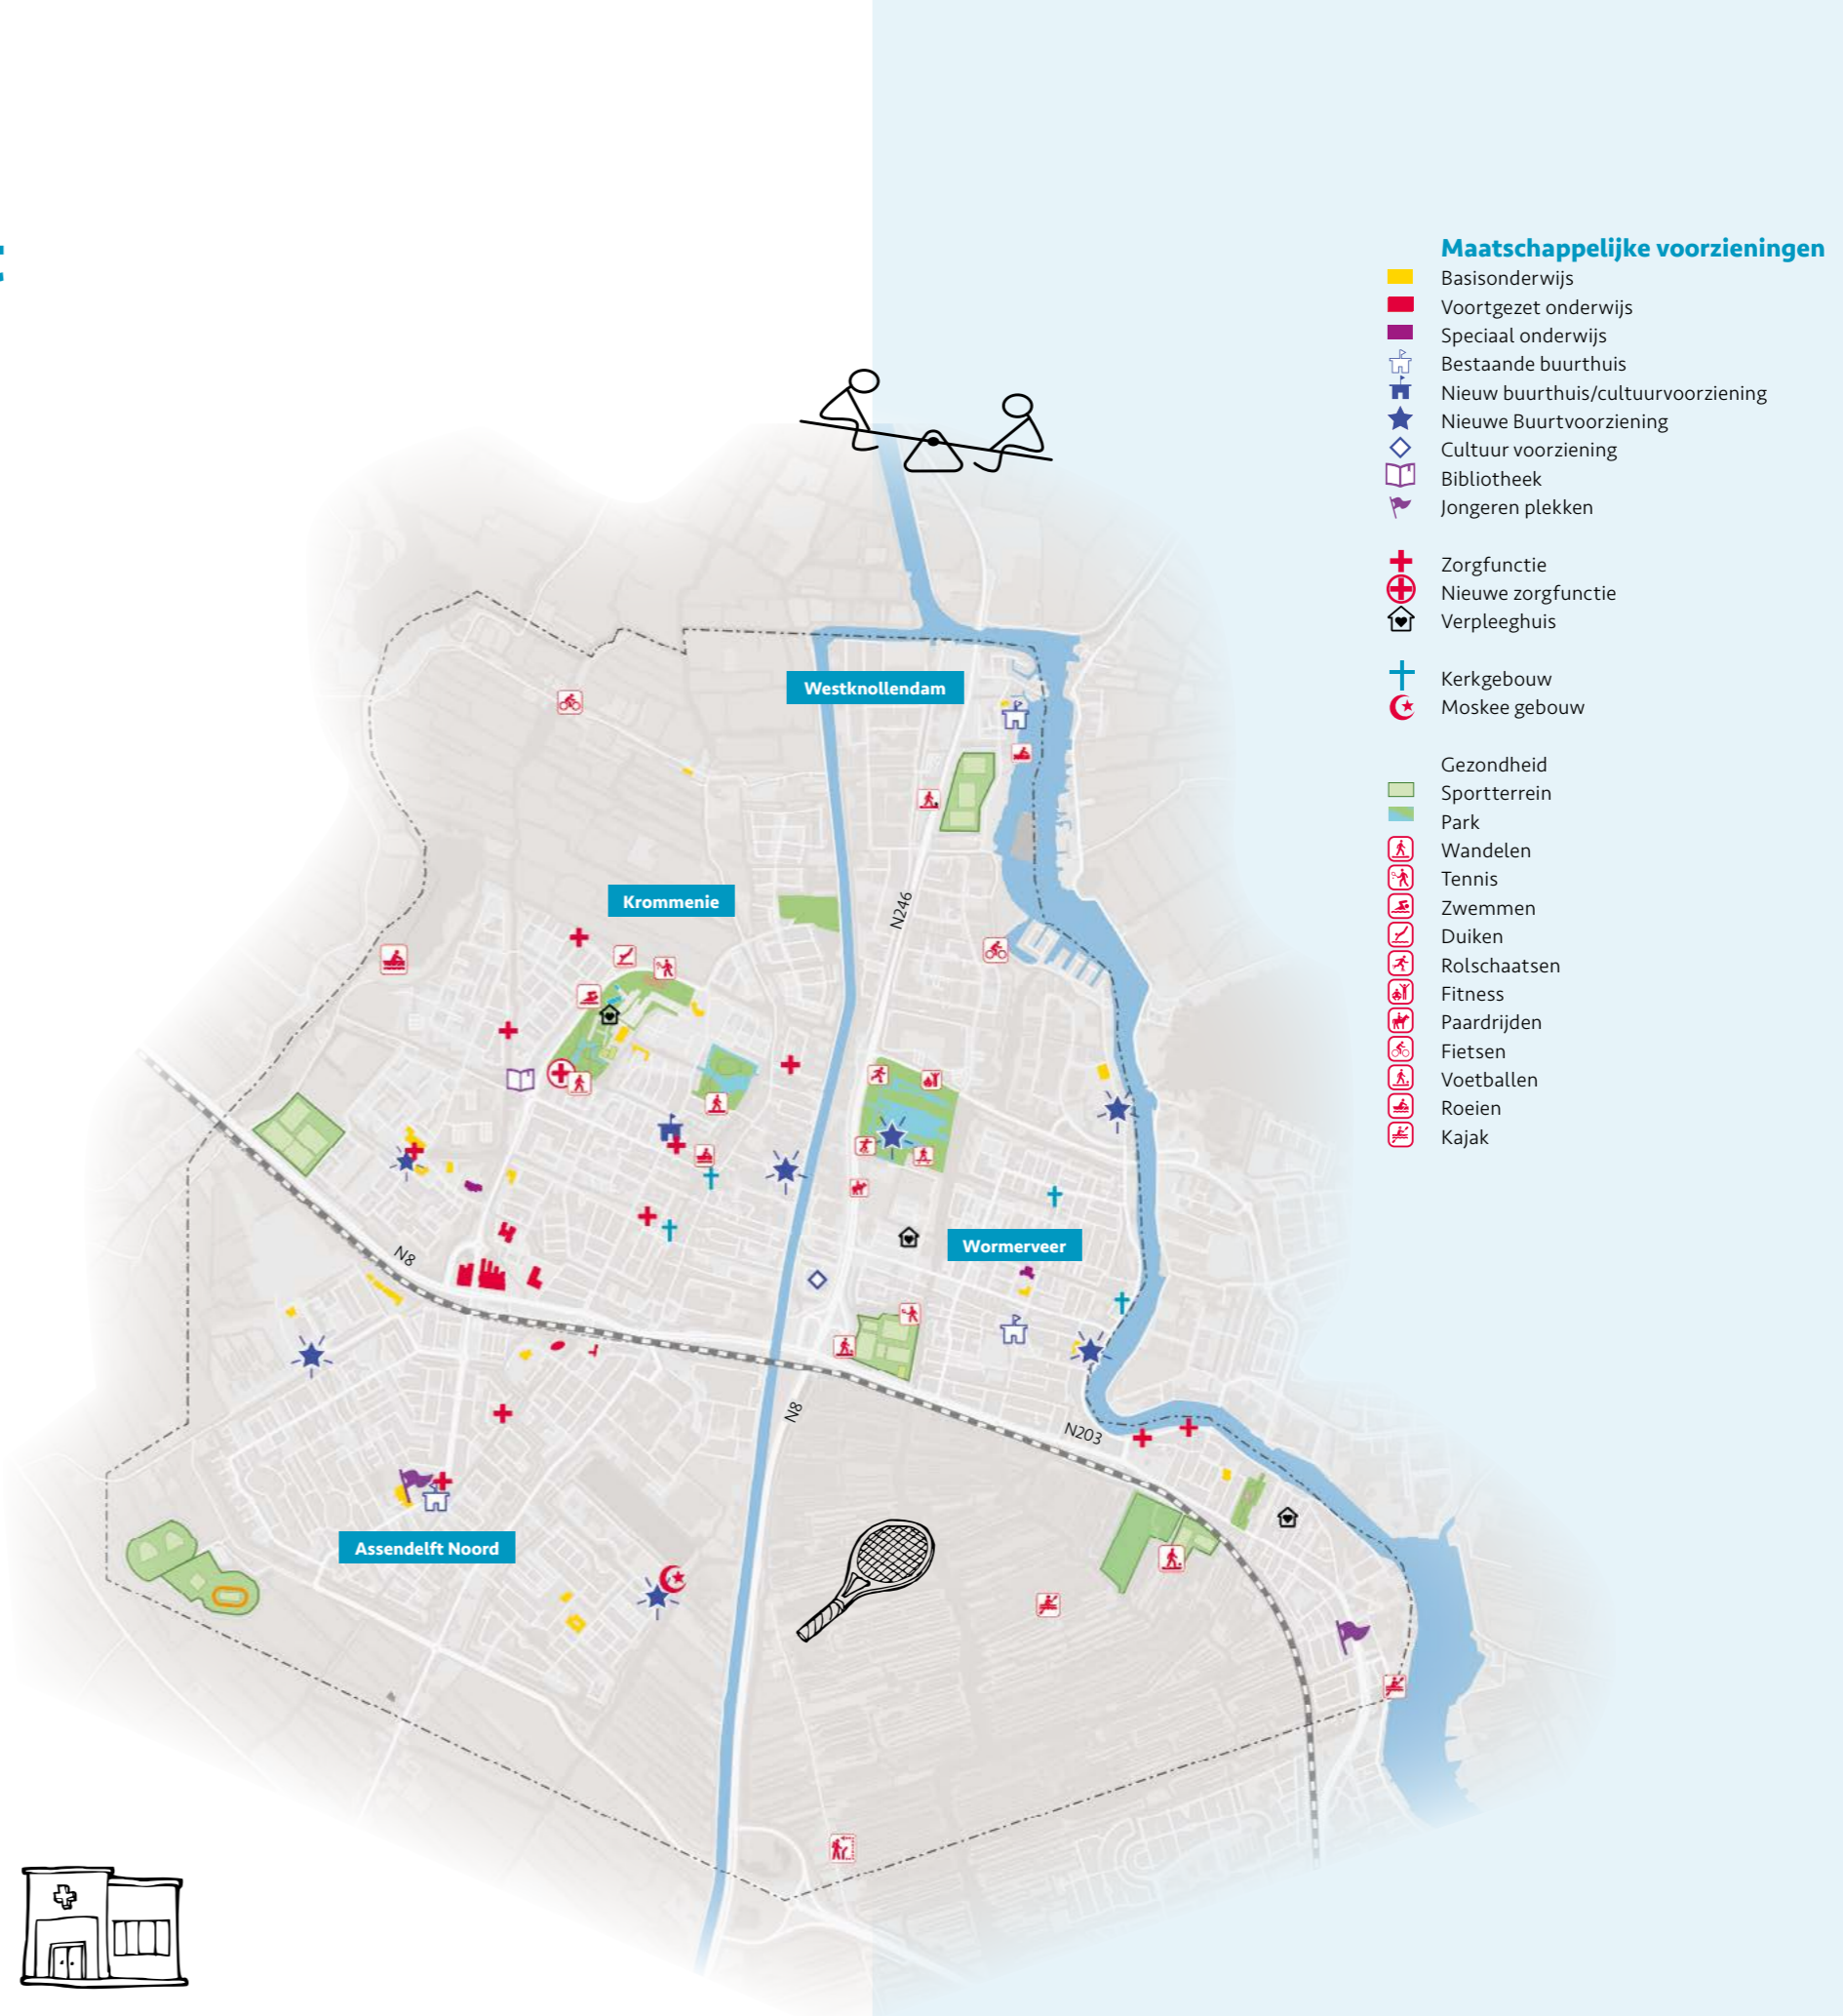 Maatschappelijke voorzieningen
Basisonderwijs
Voortgezet onderwijs
Speciaal onderwijs
Bestaande buurthuis
Nieuw buurthuis/cultuurvoorziening
Nieuwe Buurtvoorziening
Cultuur voorziening
Bibliotheek
Jongeren plekken
Zorgfunctie
Nieuwe zorgfunctie
Verpleeghuis
Kerkgebouw
Moskee gebouw
Gezondheid
Sportterrein
Park
Wandelen
Tennis
Zwemmen
Duiken
Rolschaatsen
Fitness
Paardrijden
Fietsen
Voetballen
Roeien
Kajak
Westknollendam
Krommenie
N246
Wormerveer
N8
N8
N203
Assendelft Noord